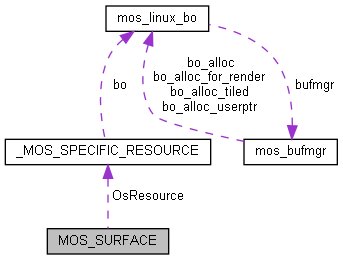 mos_linux_bo
bo_alloc
bo_alloc_for_render
bo_alloc_tiled
bo_alloc_userptr
bo
bufmgr
_MOS_SPECIFIC_RESOURCE
mos_bufmgr
OsResource
MOS_SURFACE